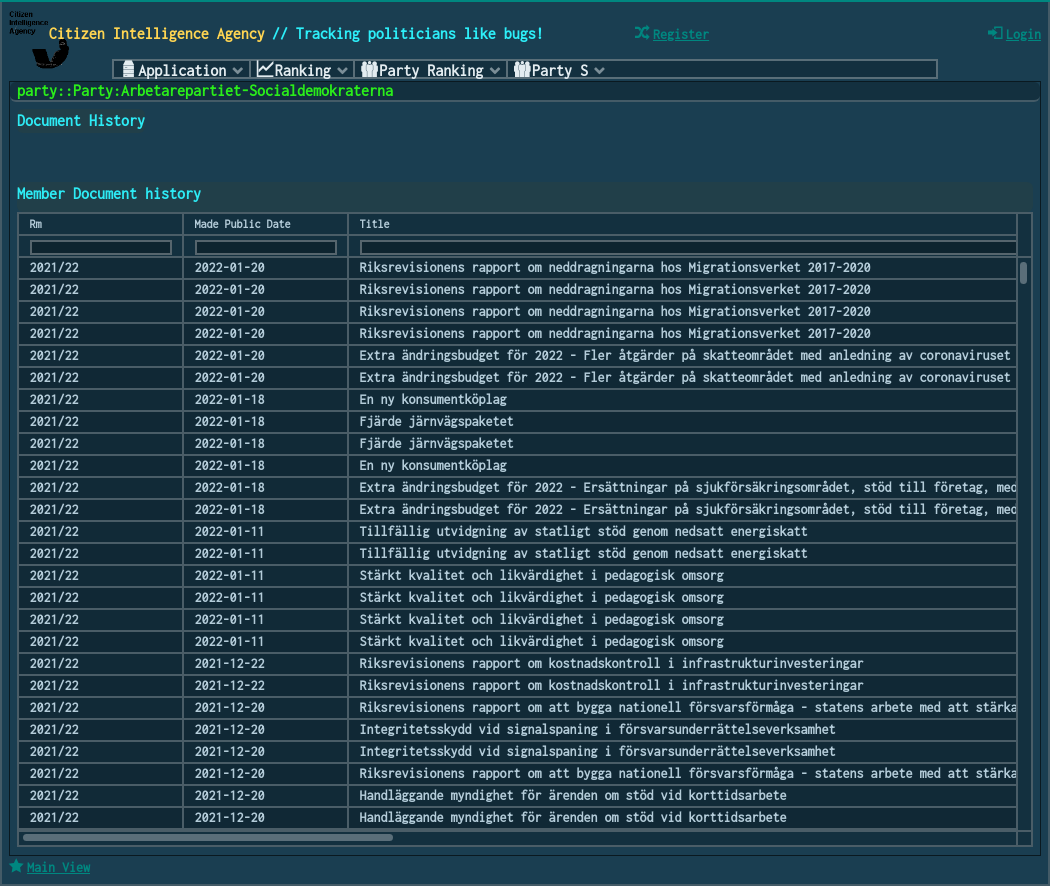 Citizen
Intelligence
Agency
Citizen Intelligence Agency // Tracking politicians like bugs!
Register
Login
Application
Ranking
Party Ranking
Party S
party::Party:Arbetarepartiet-Socialdemokraterna
Document History
Member Document history
Rm Made Public Date Title
2021/22 2022-01-20 Riksrevisionens rapport om neddragningarna hos Migrationsverket 2017-2020
2021/22 2022-01-20 Riksrevisionens rapport om neddragningarna hos Migrationsverket 2017-2020
2021/22 2022-01-20 Riksrevisionens rapport om neddragningarna hos Migrationsverket 2017-2020
2021/22 2022-01-20 Riksrevisionens rapport om neddragningarna hos Migrationsverket 2017-2020
2021/22 2022-01-20 Extra ändringsbudget för 2022 - Fler åtgärder på skatteområdet med anledning av coronaviruset
2021/22 2022-01-20 Extra ändringsbudget för 2022 - Fler åtgärder på skatteområdet med anledning av coronaviruset
2021/22 2022-01-18 En ny konsumentköplag
2021/22 2022-01-18 Fjärde järnvägspaketet
2021/22 2022-01-18 Fjärde järnvägspaketet
2021/22 2022-01-18 En ny konsumentköplag
2021/22 2022-01-18 Extra ändringsbudget för 2022 - Ersättningar på sjukförsäkringsområdet, stöd till företag, med
2021/22 2022-01-18 Extra ändringsbudget för 2022 - Ersättningar på sjukförsäkringsområdet, stöd till företag, med
2021/22 2022-01-11 Tillfällig utvidgning av statligt stöd genom nedsatt energiskatt
2021/22 2022-01-11 Tillfällig utvidgning av statligt stöd genom nedsatt energiskatt
2021/22 2022-01-11 Stärkt kvalitet och likvärdighet i pedagogisk omsorg
2021/22 2022-01-11 Stärkt kvalitet och likvärdighet i pedagogisk omsorg
2021/22 2022-01-11 Stärkt kvalitet och likvärdighet i pedagogisk omsorg
2021/22 2022-01-11 Stärkt kvalitet och likvärdighet i pedagogisk omsorg
2021/22 2021-12-22 Riksrevisionens rapport om kostnadskontroll i infrastrukturinvesteringar
2021/22 2021-12-22 Riksrevisionens rapport om kostnadskontroll i infrastrukturinvesteringar
2021/22 2021-12-20 Riksrevisionens rapport om att bygga nationell försvarsförmåga - statens arbete med att stärka
2021/22 2021-12-20 Integritetsskydd vid signalspaning i försvarsunderrättelseverksamhet
2021/22 2021-12-20 Integritetsskydd vid signalspaning i försvarsunderrättelseverksamhet
2021/22 2021-12-20 Riksrevisionens rapport om att bygga nationell försvarsförmåga - statens arbete med att stärka
2021/22 2021-12-20 Handläggande myndighet för ärenden om stöd vid korttidsarbete
2021/22 2021-12-20 Handläggande myndighet för ärenden om stöd vid korttidsarbete
Main View